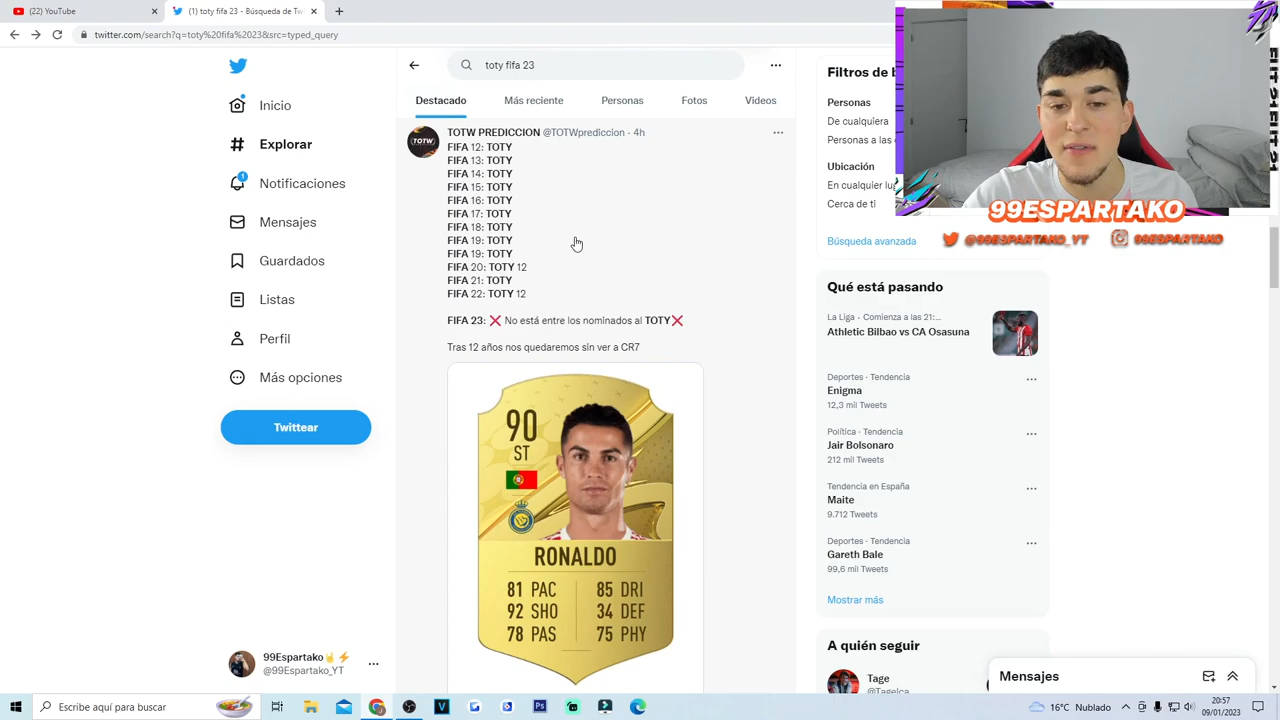 (22) YouTube
(1) toty fifa 23 - Búsqueda de Tw
twitter.com/search?q=toty%20fifa%2023&src=typed_query
toty fifa 23
Destacado
Más reciente
Personas
Fotos
Videos
Inicio
Explorar
Notificaciones
1
Mensajes
Guardados
Listas
Perfil
Más opciones
Twittear
99Espartako
@99Espartako_YT
TOTW
TOTW PREDICCION @TOTWprediccion · 4h
FIFA 12: TOTY
FIFA 13: TOTY
FIFA 14: TOTY
FIFA 15: TOTY
FIFA 16: TOTY
FIFA 17: TOTY
FIFA 18: TOTY
FIFA 19: TOTY
FIFA 19: TOTY
FIFA 20: TOTY 12
FIFA 21: TOTY
FIFA 22: TOTY 12
FIFA 23: ❌ No está entre los nominados al TOTY❌
Tras 12 años nos quedaremos sin ver a CR7
90
ST
RONALDO
81 PAC 85 DRI
92 SHO 34 DEF
78 PAS 75 PHY
Filtros de b
Personas
De cualquiera
Personas a las
Ubicación
En cualquier lug
Cerca de ti
Búsqueda avanzada
99ESPARTAKO
@99ESPARTAKO_YT
99ESPARTAKO
Qué está pasando
La Liga · Comienza a las 21:...
Athletic Bilbao vs CA Osasuna
Deportes · Tendencia
Enigma
12,3 mil Tweets
Política · Tendencia
Jair Bolsonaro
212 mil Tweets
Tendencia en España
Maite
9.712 Tweets
Deportes · Tendencia
Gareth Bale
99,6 mil Tweets
Mostrar más
A quién seguir
Tage
@TageIca
Mensajes
Escribe aquí para buscar
16°C Nublado
20:57
09/01/2023